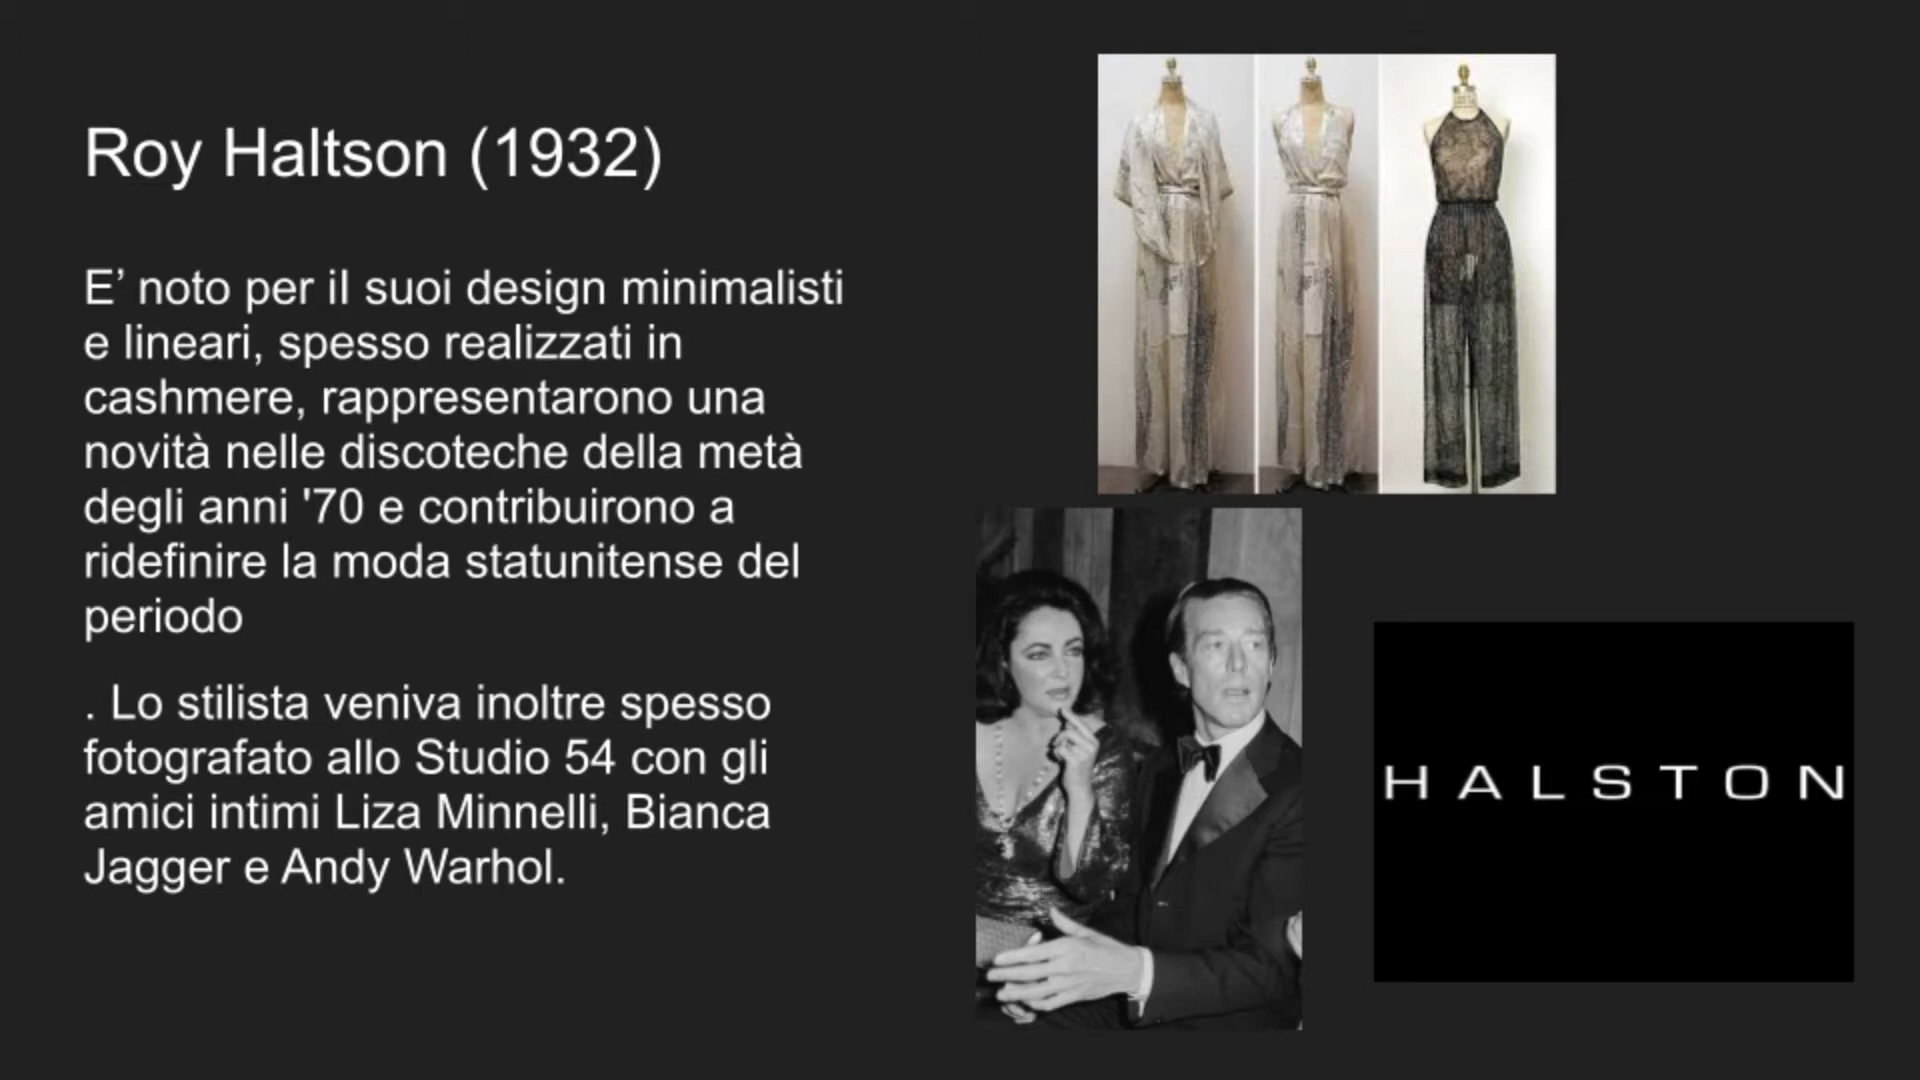 Roy Haltson (1932)
E’ noto per il suoi design minimalisti
e lineari, spesso realizzati in
cashmere, rappresentarono una
novità nelle discoteche della metà
degli anni '70 e contribuirono a
ridefinire la moda statunitense del
periodo
. Lo stilista veniva inoltre spesso
fotografato allo Studio 54 con gli
amici intimi Liza Minnelli, Bianca
Jagger e Andy Warhol.
HALSTON